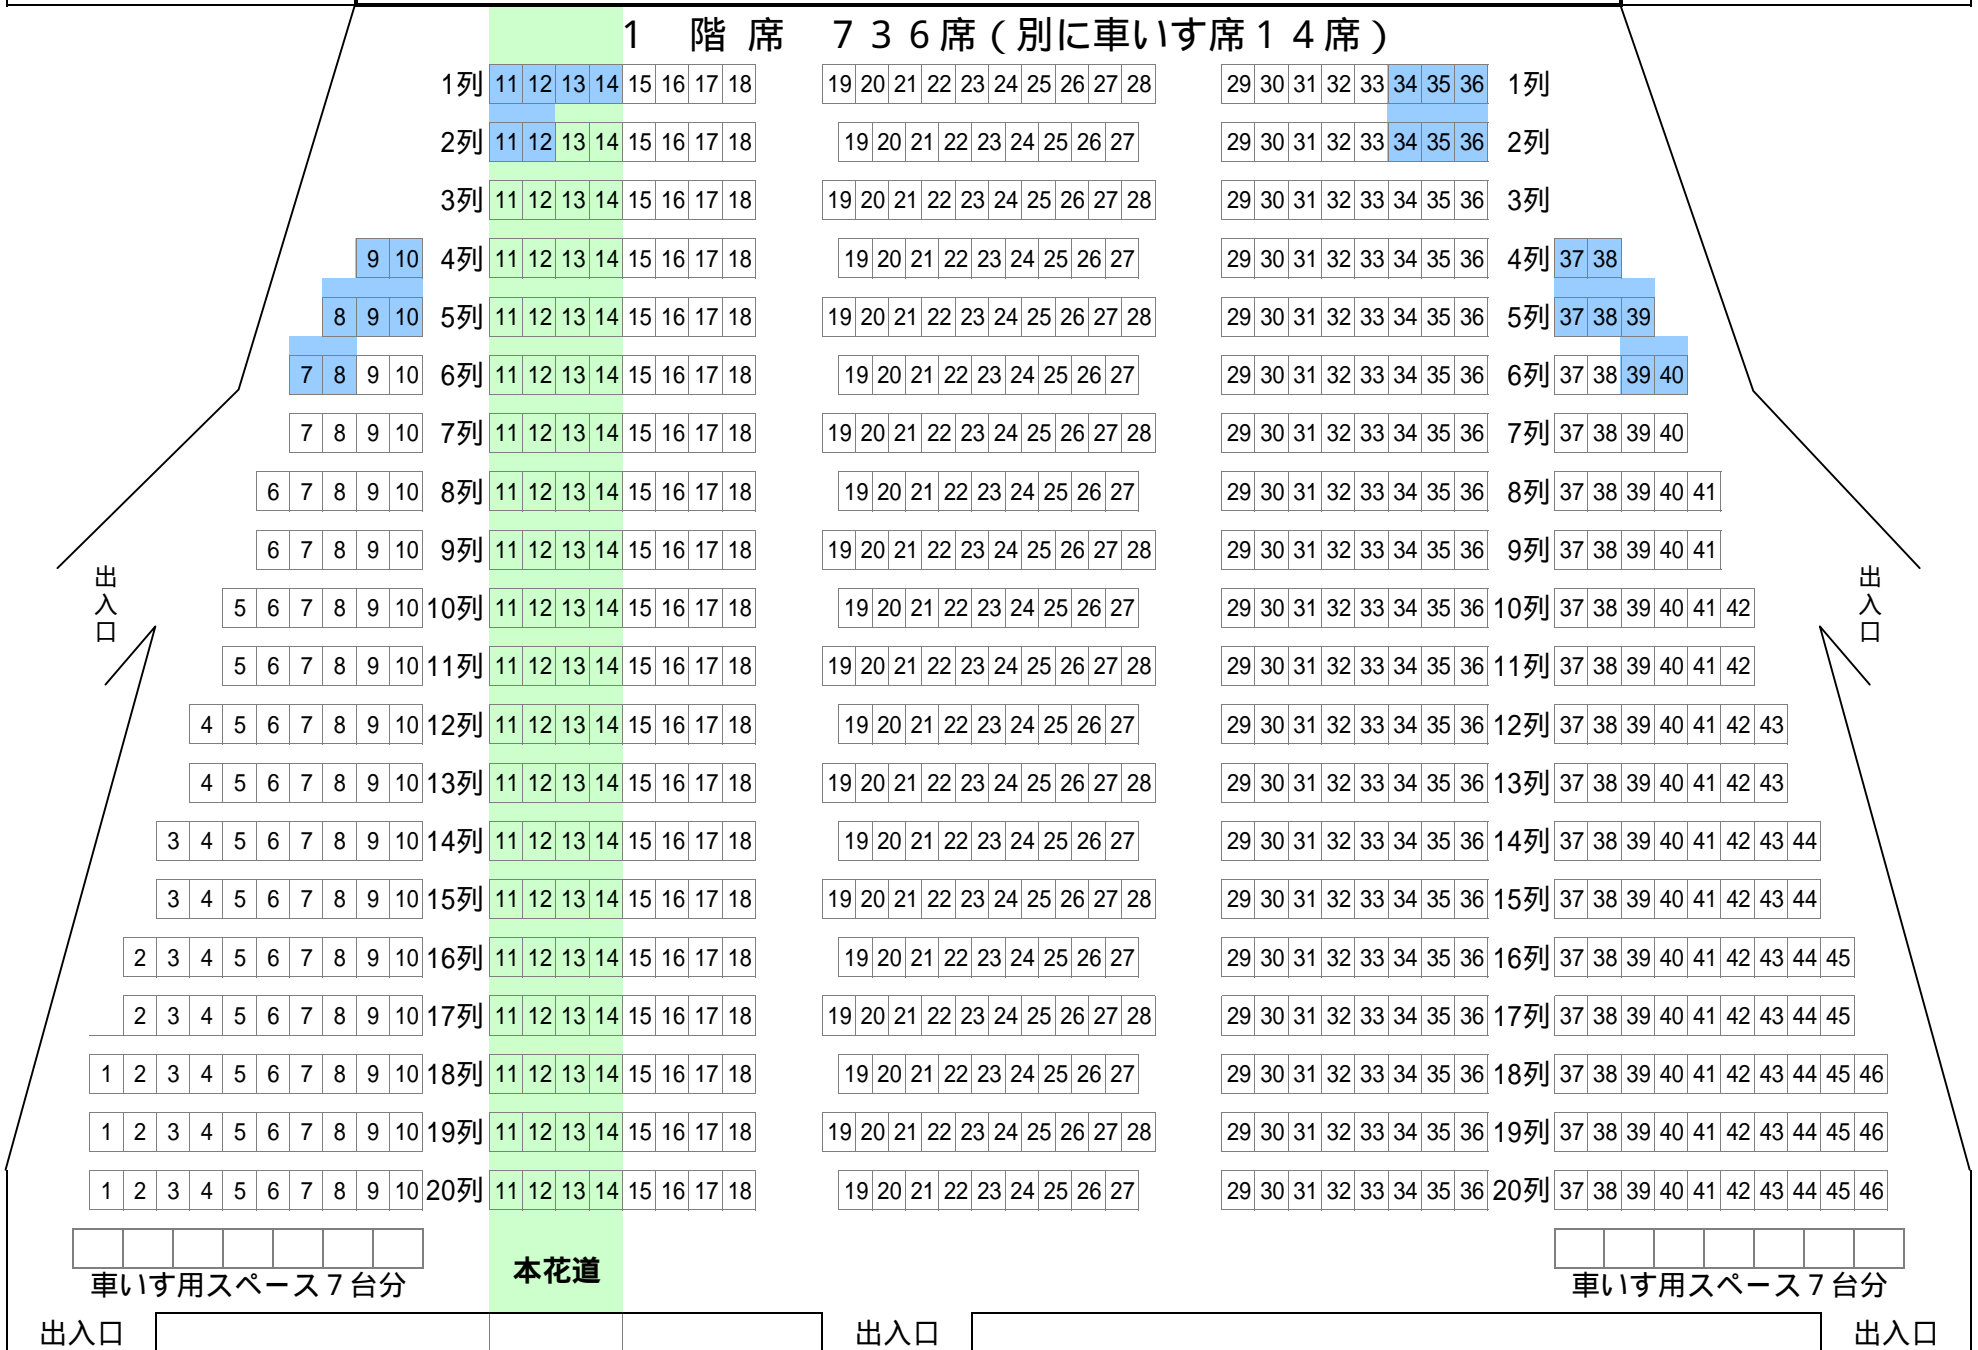 1 階 席 ７３６席(別に車いす席１４席)
1列 11 12 13 14 15 16 17 18 19 20 21 22 23 24 25 26 27 28 29 30 31 32 33 34 35 36 1列
2列 11 12 13 14 15 16 17 18 19 20 21 22 23 24 25 26 27 29 30 31 32 33 34 35 36 2列
3列 11 12 13 14 15 16 17 18 19 20 21 22 23 24 25 26 27 28 29 30 31 32 33 34 35 36 3列
9 10 4列 11 12 13 14 15 16 17 18 19 20 21 22 23 24 25 26 27 29 30 31 32 33 34 35 36 4列 37 38
8 9 10 5列 11 12 13 14 15 16 17 18 19 20 21 22 23 24 25 26 27 28 29 30 31 32 33 34 35 36 5列 37 38 39
7 8 9 10 6列 11 12 13 14 15 16 17 18 19 20 21 22 23 24 25 26 27 29 30 31 32 33 34 35 36 6列 37 38 39 40
7 8 9 10 7列 11 12 13 14 15 16 17 18 19 20 21 22 23 24 25 26 27 28 29 30 31 32 33 34 35 36 7列 37 38 39 40
6 7 8 9 10 8列 11 12 13 14 15 16 17 18 19 20 21 22 23 24 25 26 27 29 30 31 32 33 34 35 36 8列 37 38 39 40 41
6 7 8 9 10 9列 11 12 13 14 15 16 17 18 19 20 21 22 23 24 25 26 27 28 29 30 31 32 33 34 35 36 9列 37 38 39 40 41
出入口
出入口
5 6 7 8 9 10 10列 11 12 13 14 15 16 17 18 19 20 21 22 23 24 25 26 27 29 30 31 32 33 34 35 36 10列 37 38 39 40 41 42
5 6 7 8 9 10 11列 11 12 13 14 15 16 17 18 19 20 21 22 23 24 25 26 27 28 29 30 31 32 33 34 35 36 11列 37 38 39 40 41 42
4 5 6 7 8 9 10 12列 11 12 13 14 15 16 17 18 19 20 21 22 23 24 25 26 27 29 30 31 32 33 34 35 36 12列 37 38 39 40 41 42 43
4 5 6 7 8 9 10 13列 11 12 13 14 15 16 17 18 19 20 21 22 23 24 25 26 27 28 29 30 31 32 33 34 35 36 13列 37 38 39 40 41 42 43
3 4 5 6 7 8 9 10 14列 11 12 13 14 15 16 17 18 19 20 21 22 23 24 25 26 27 29 30 31 32 33 34 35 36 14列 37 38 39 40 41 42 43 44
3 4 5 6 7 8 9 10 15列 11 12 13 14 15 16 17 18 19 20 21 22 23 24 25 26 27 28 29 30 31 32 33 34 35 36 15列 37 38 39 40 41 42 43 44
2 3 4 5 6 7 8 9 10 16列 11 12 13 14 15 16 17 18 19 20 21 22 23 24 25 26 27 29 30 31 32 33 34 35 36 16列 37 38 39 40 41 42 43 44 45
2 3 4 5 6 7 8 9 10 17列 11 12 13 14 15 16 17 18 19 20 21 22 23 24 25 26 27 28 29 30 31 32 33 34 35 36 17列 37 38 39 40 41 42 43 44 45
1 2 3 4 5 6 7 8 9 10 18列 11 12 13 14 15 16 17 18 19 20 21 22 23 24 25 26 27 29 30 31 32 33 34 35 36 18列 37 38 39 40 41 42 43 44 45 46
1 2 3 4 5 6 7 8 9 10 19列 11 12 13 14 15 16 17 18 19 20 21 22 23 24 25 26 27 28 29 30 31 32 33 34 35 36 19列 37 38 39 40 41 42 43 44 45 46
1 2 3 4 5 6 7 8 9 10 20列 11 12 13 14 15 16 17 18 19 20 21 22 23 24 25 26 27 29 30 31 32 33 34 35 36 20列 37 38 39 40 41 42 43 44 45 46
本花道
車いす用スペース７台分 車いす用スペース７台分
出入口 出入口 出入口